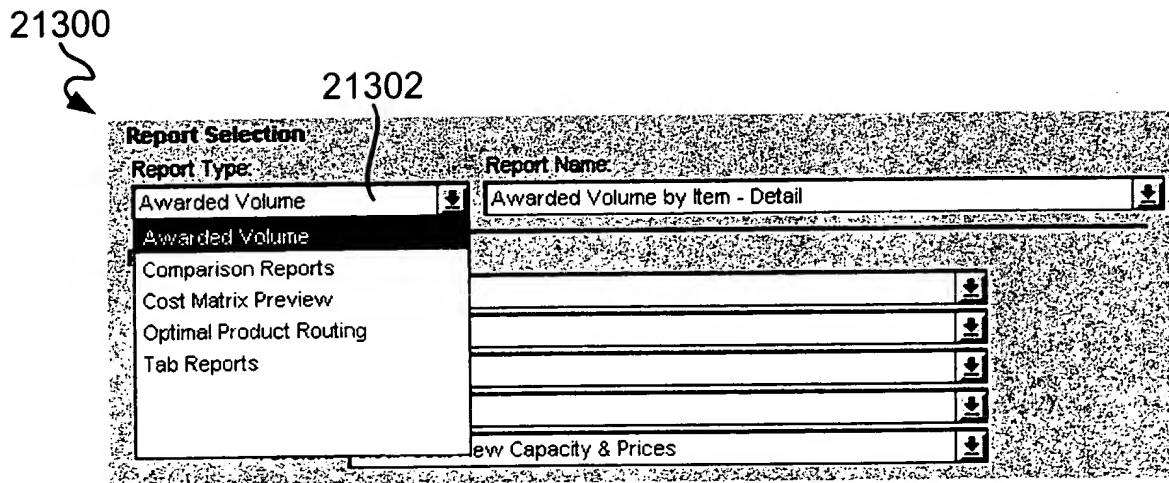 21300
21302
Report Selection
Report Type:
Report Name:
Awarded Volume
Awarded Volume by Item - Detail
Awarded Volume
Comparison Reports
Cost Matrix Preview
Optimal Product Routing
Tab Reports
Capacity & Prices